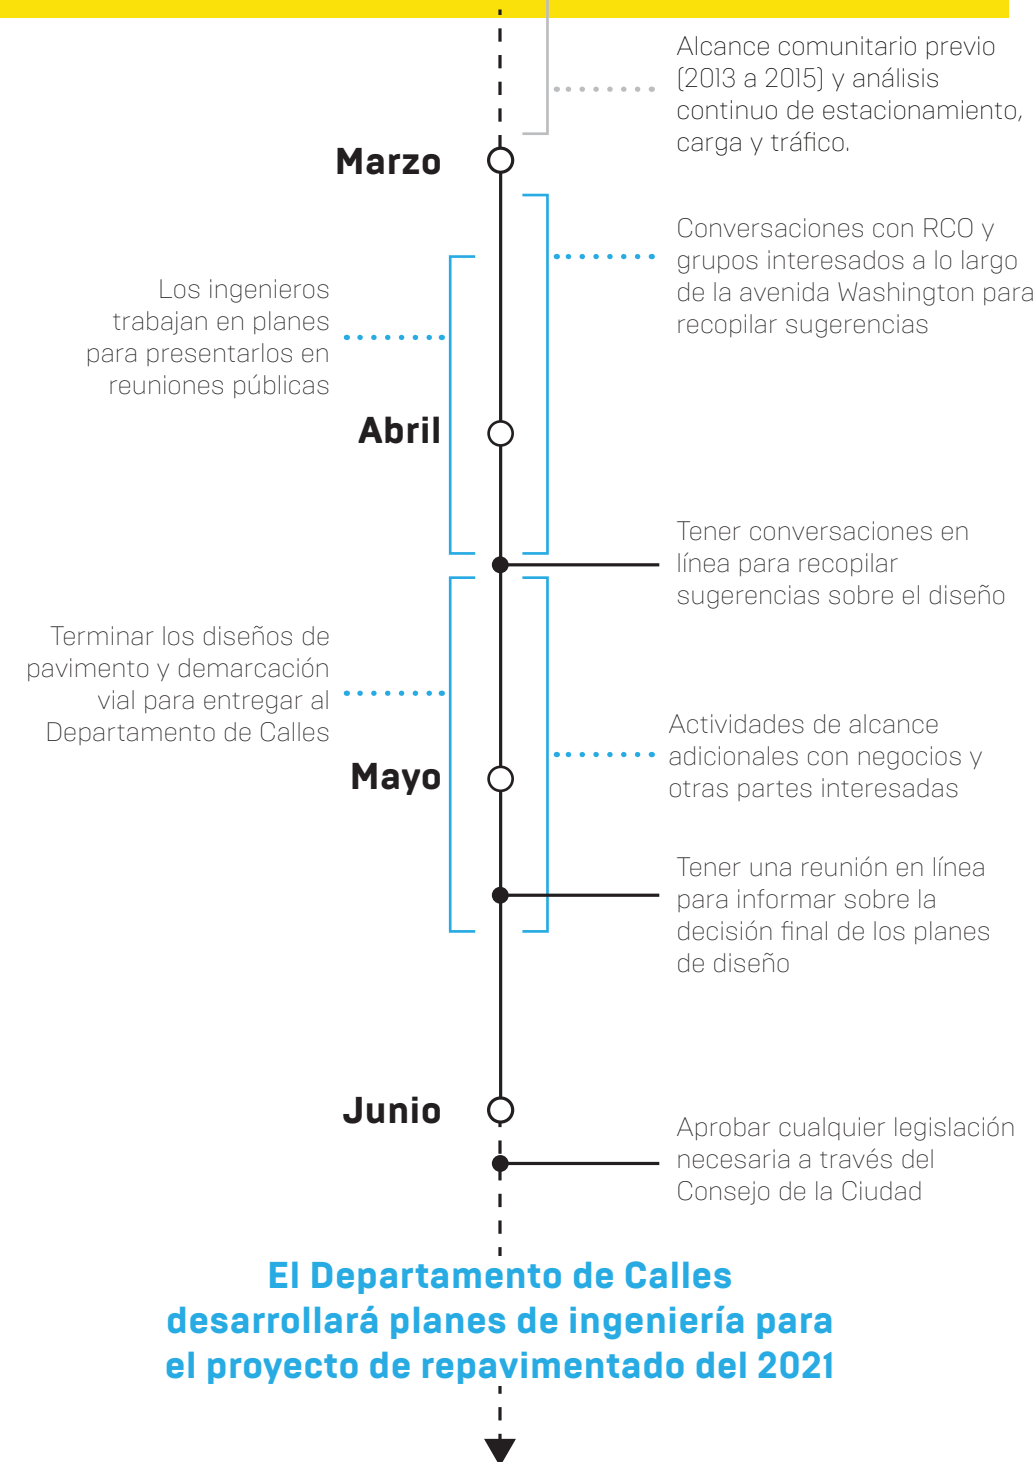 Alcance comunitario previo
(2013 a 2015) y análisis
continuo de estacionamiento,
carga y tráfico.
Marzo
Conversaciones con RCO y
grupos interesados a lo largo
de la avenida Washington para
recopilar sugerencias
Los ingenieros
trabajan en planes
para presentarlos en
reuniones públicas
Abril
Tener conversaciones en
línea para recopilar
sugerencias sobre el diseño
Terminar los diseños de
pavimento y demarcación
vial para entregar al
Departamento de Calles
Actividades de alcance
adicionales con negocios y
otras partes interesadas
Mayo
Tener una reunión en línea
para informar sobre la
decisión final de los planes
de diseño
Junio
Aprobar cualquier legislación
necesaria a través del
Consejo de la Ciudad
El Departamento de Calles
desarrollará planes de ingeniería para
el proyecto de repavimentado del 2021